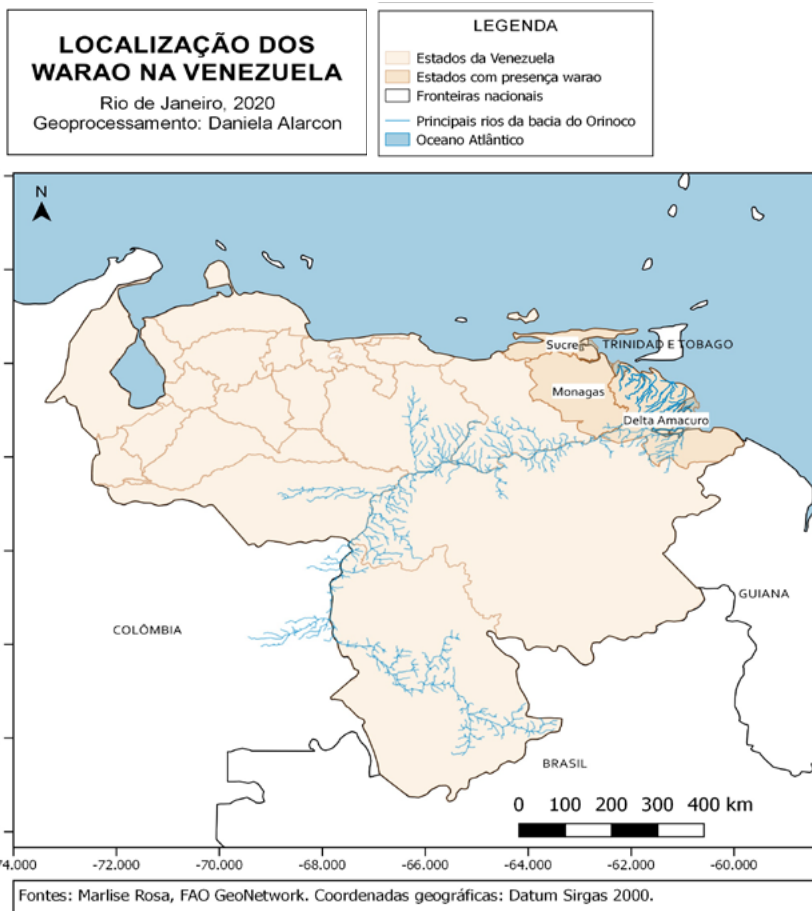 LOCALIZAÇÃO DOS
WARAO NA VENEZUELA
Rio de Janeiro, 2020
Geoprocessamento: Daniela Alarcon
LEGENDA
Estados da Venezuela
Estados com presença warao
Fronteiras nacionais
Principais rios da bacia do Orinoco
Oceano Atlântico
N
Sucre
TRINIDAD E TOBAGO
Monagas
Delta Amacuro
GUIANA
COLÔMBIA
BRASIL
0 100 200 300 400 km
74.000 -72.000 -70.000 -68.000 -66.000 -64.000 -62.000 -60.000
Fontes: Marlise Rosa, FAO GeoNetwork. Coordenadas geográficas: Datum Sirgas 2000.